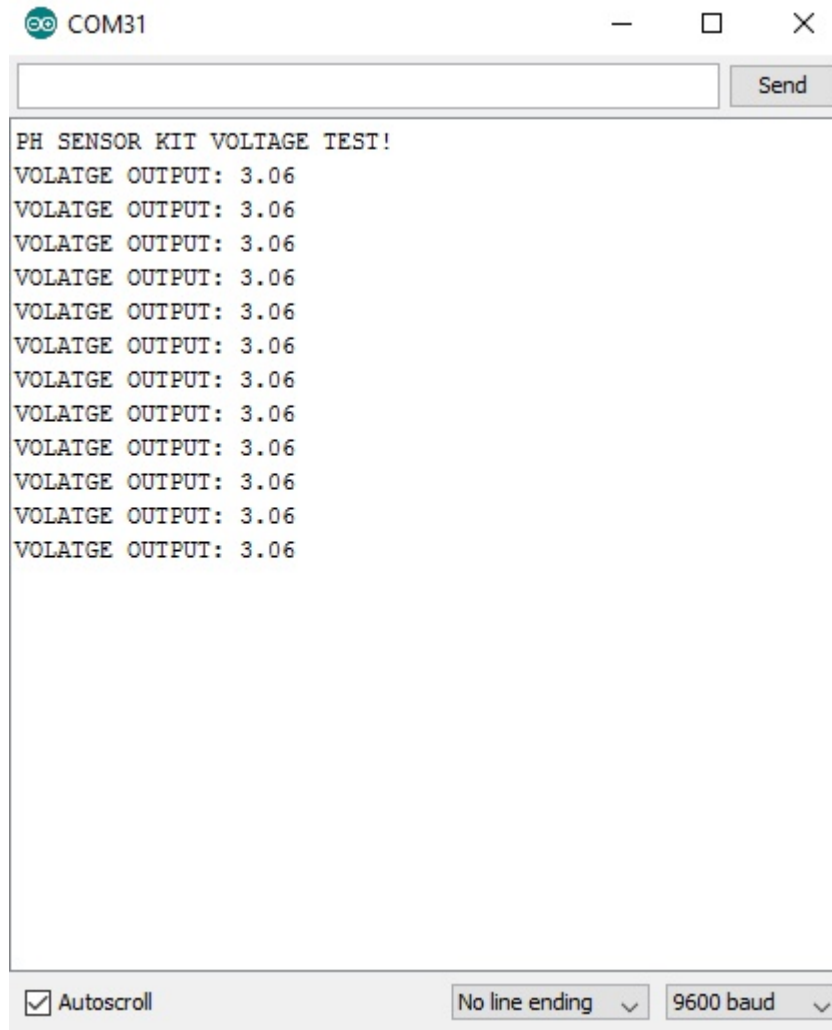 COM31
Send
PH SENSOR KIT VOLTAGE TEST!
VOLATGE OUTPUT: 3.06
VOLATGE OUTPUT: 3.06
VOLATGE OUTPUT: 3.06
VOLATGE OUTPUT: 3.06
VOLATGE OUTPUT: 3.06
VOLATGE OUTPUT: 3.06
VOLATGE OUTPUT: 3.06
VOLATGE OUTPUT: 3.06
VOLATGE OUTPUT: 3.06
VOLATGE OUTPUT: 3.06
VOLATGE OUTPUT: 3.06
VOLATGE OUTPUT: 3.06
Autoscroll No line ending 9600 baud